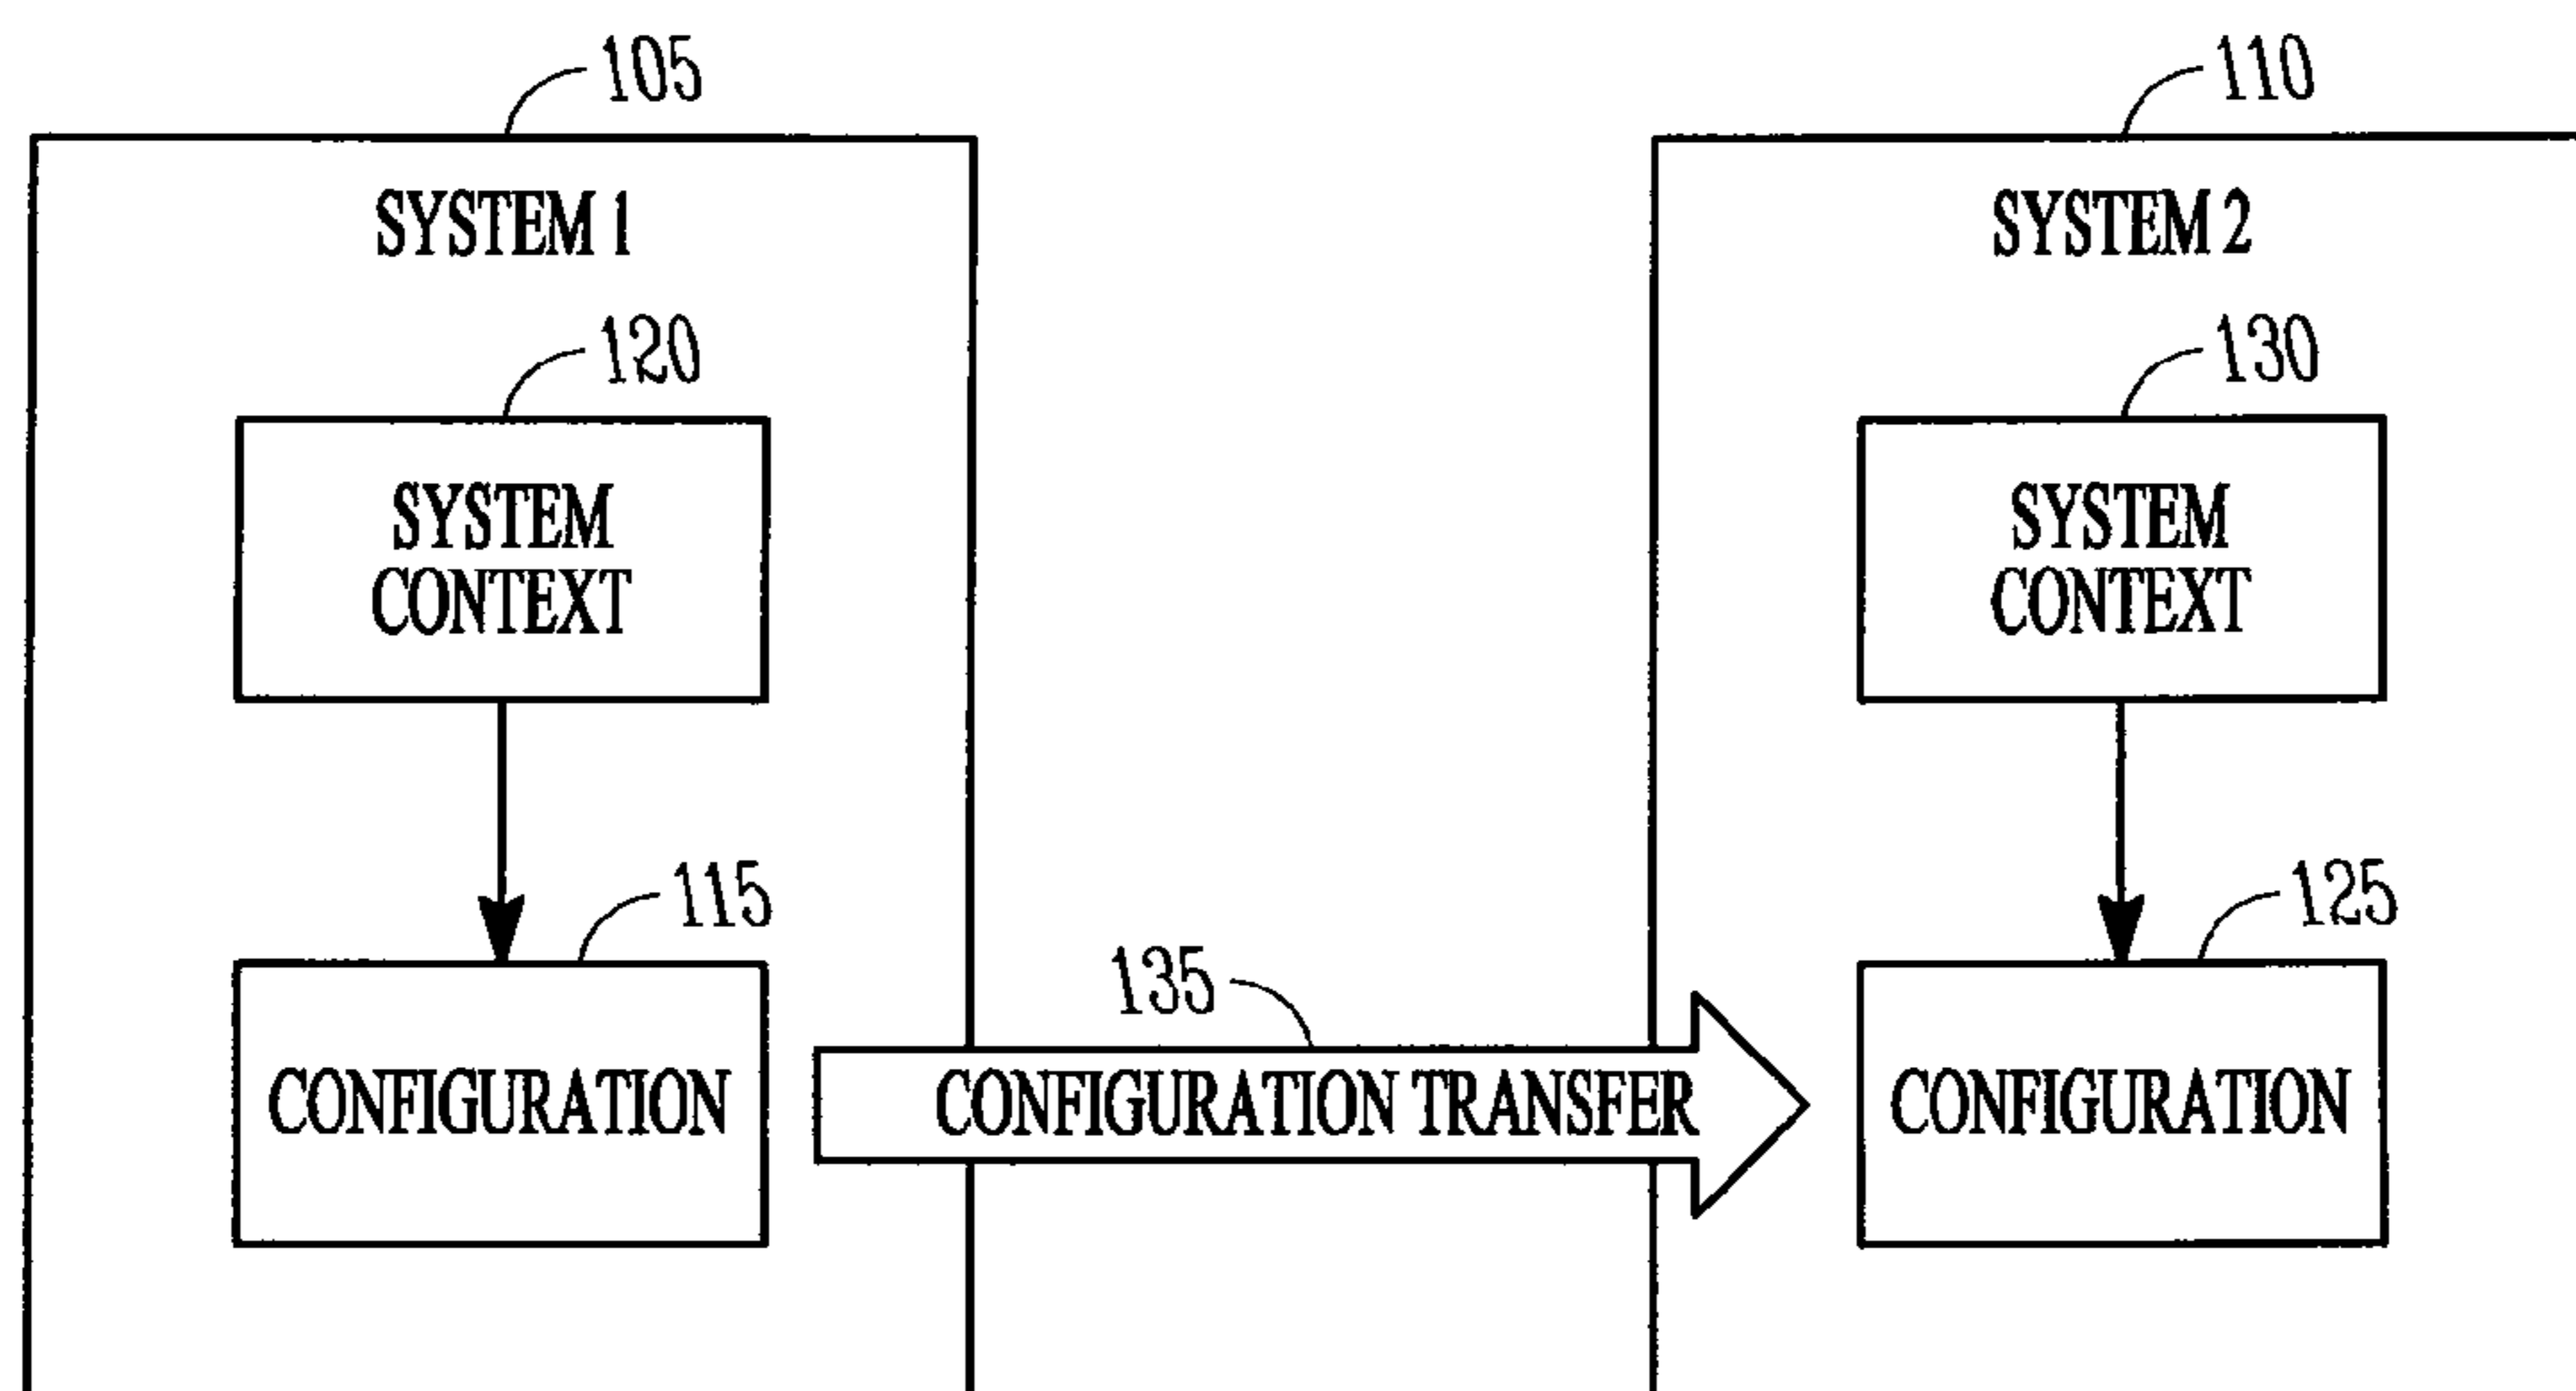 105
110
SYSTEM 1
SYSTEM 2
120
130
SYSTEM
CONTEXT
SYSTEM
CONTEXT
115
125
135
CONFIGURATION
CONFIGURATION TRANSFER
CONFIGURATION